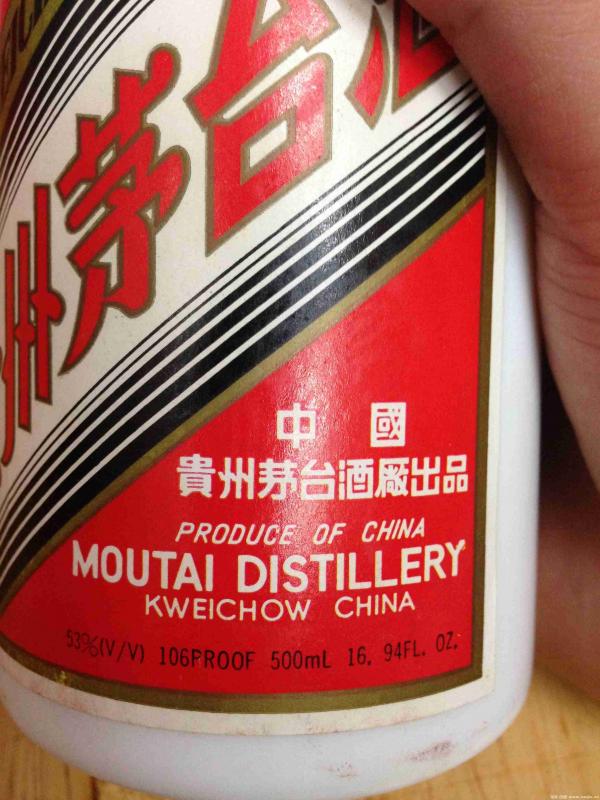 州茅台酒
中國
貴州茅台酒廠出品
PRODUCE OF CHINA
MOUTAI DISTILLERY
KWEICHOW CHINA
53%(V/V) 106PROOF 500mL 16. 94FL. OZ.